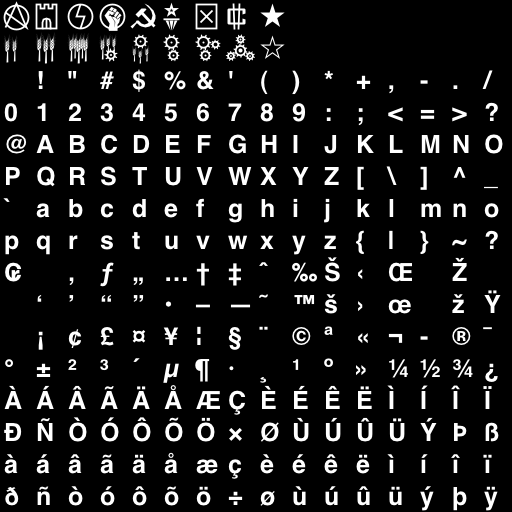 ! " # $ % & ' ( ) * + , - . /
0 1 2 3 4 5 6 7 8 9 : ; < = > ?
@ A B C D E F G H I J K L M N O
P Q R S T U V W X Y Z [ \ ] ^ _
` a b c d e f g h i j k l m n o
p q r s t u v w x y z { | } ~ ?
₢ , ƒ „ … † ‡ ˆ ‰ Š ‹ Œ Ž
‘ ’ “ ” • – — ˜ ™ š › œ ž Ÿ
¡ ¢ £ ¤ ¥ ¦ § ¨ © ª « ¬ - ® ¯
° ± ² ³ ´ µ ¶ · ¸ ¹ º » ¼ ½ ¾ ¿
À Á Â Ã Ä Å Æ Ç È É Ê Ë Ì Í Î Ï
Ð Ñ Ò Ó Ô Õ Ö × Ø Ù Ú Û Ü Ý Þ ß
à á â ã ä å æ ç è é ê ë ì í î ï
ð ñ ò ó ô õ ö ÷ ø ù ú û ü ý þ ÿ